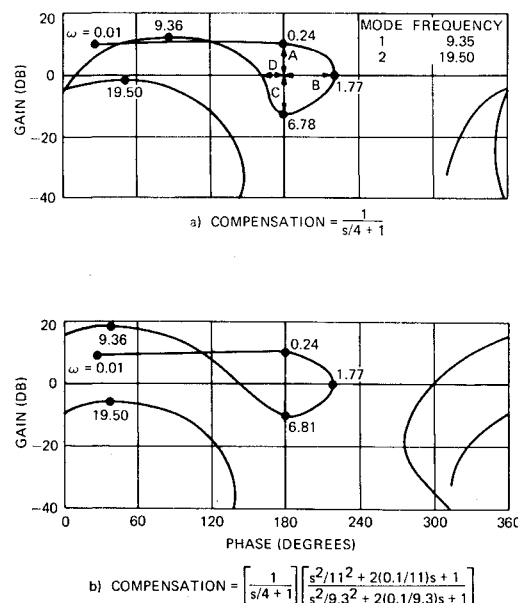 20
ω = 0.01
9.36
0.24
MODE FREQUENCY
1 9.35
2 19.50
A
D
B
C
0
19.50
1.77
6.78
GAIN (DB)
−20
−40
a) COMPENSATION = 1 / s/4 + 1
20
9.36
0.24
ω = 0.01
0
1.77
19.50
6.81
GAIN (DB)
−20
−40
0 60 120 180 240 300 360
PHASE (DEGREES)
b) COMPENSATION = [1 / s/4 + 1] [s²/11² + 2(0.1/11)s + 1 / s²/9.3² + 2(0.1/9.3)s + 1]